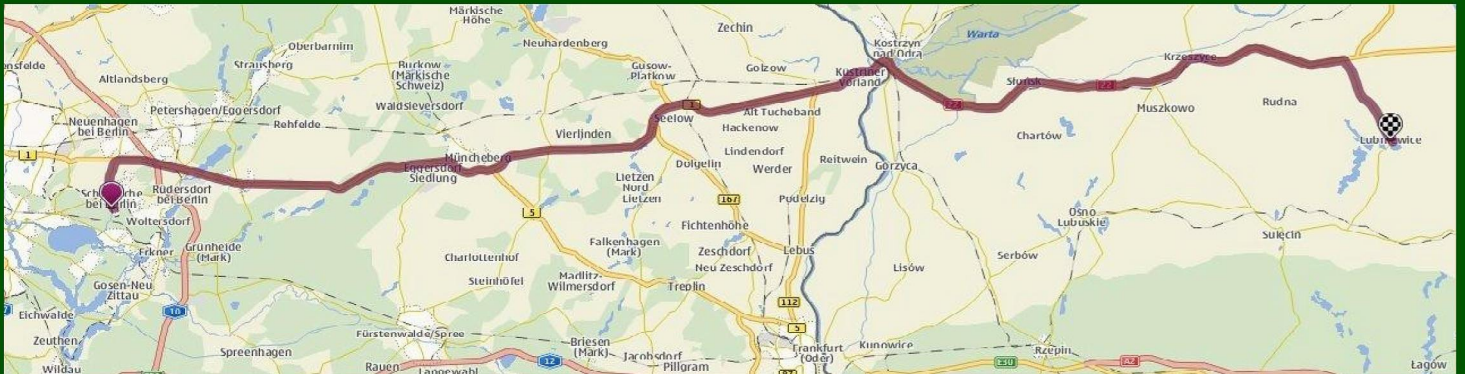 Märkische
Höhe
Zechin
Warta
Kostrzyn
nad Odrą
Neuhardenberg
Oberbarnim
Strausberg
Buckow
(Märkische
Schweiz)
Gusow-
Platkow
Golzow
Küstriner
Vorland
Krzeszyce
Altlandsberg
Słońsk
Waldsieversdorf
1
Alt Tucheband
Muszkowo
Rudna
Petershagen/Eggersdorf
Neuenhagen
bei Berlin
Rehfelde
Seelow
Hackenow
Vierlinden
Chartów
Lubniewice
1
Müncheberg
Eggersdorf
Siedlung
Lindendorf
Dolgelin
Werder
Reitwein
Górzyca
Rüdersdorf
bei Berlin
Lietzen
Nord
Lietzen
167
Podelzig
5
Woltersdorf
Fichtenhöhe
Ośno
Lubuskie
Sulęcin
Erkner
Grünheide
(Mark)
Falkenhagen
(Mark)
Zeschdorf
Lebus
Charlottenhof
Neu Zeschdorf
Lisów
Serbów
Steinhöfel
Madlitz-
Wilmersdorf
Treplin
Gosen-Neu
Zittau
112
10
Eichwalde
5
Fürstenwalde/Spree
Zeuthen
Briesen
(Mark)
Frankfurt
(Oder)
Kunowice
Rzepin
Spreenhagen
Jacobsdorf
12
E30
A2
Wildau
Rauen
Langewahl
Pillgram
Łagów